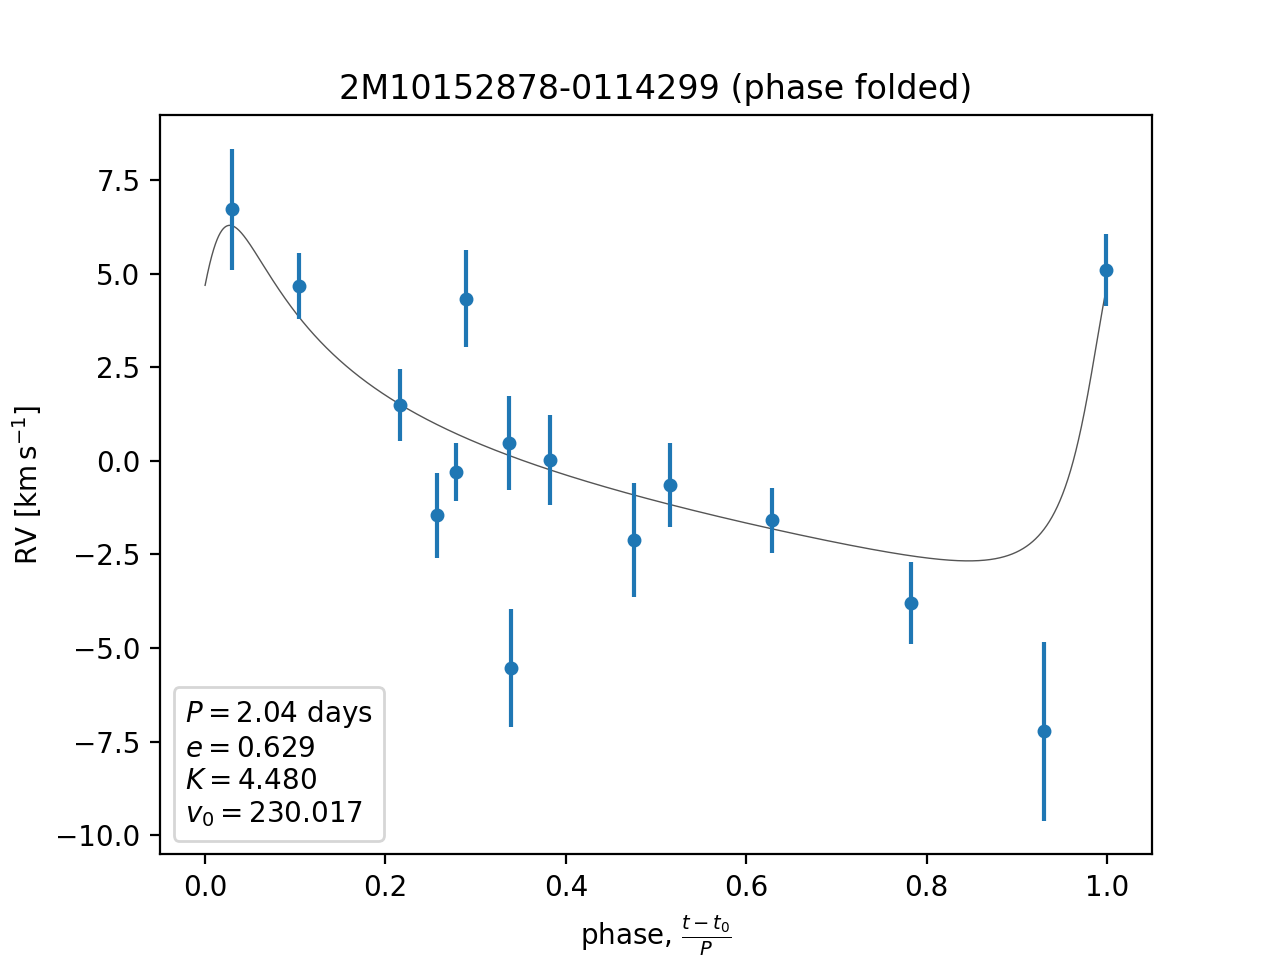 2M10152878-0114299 (phase folded)
RV [km s⁻¹]
7.5
5.0
2.5
0.0
−2.5
−5.0
−7.5
−10.0
P = 2.04 days
e = 0.629
K = 4.480
v₀ = 230.017
0.0 0.2 0.4 0.6 0.8 1.0
phase, (t − t₀)/P